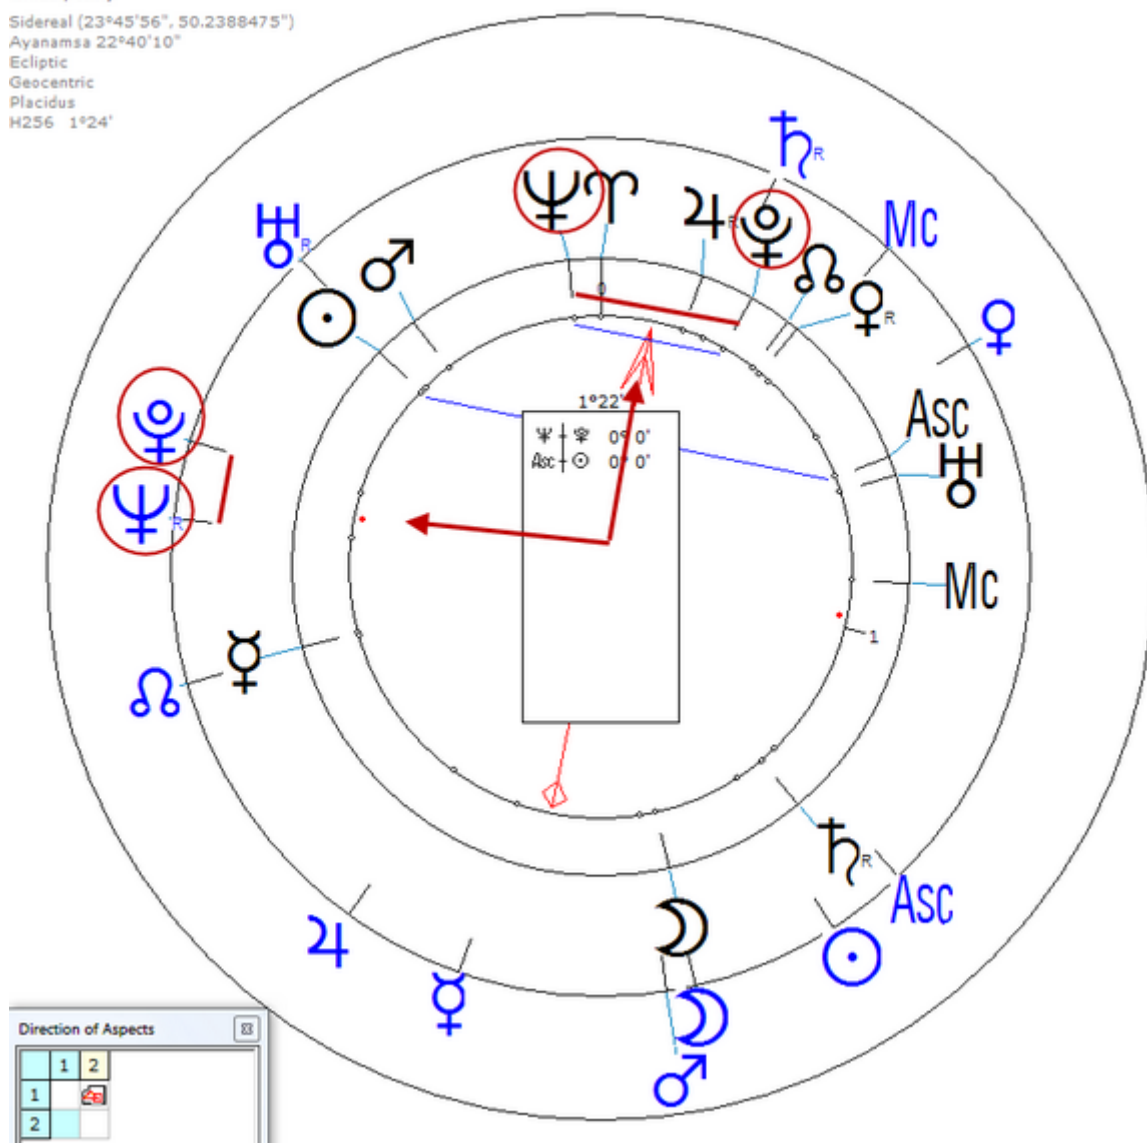 Sidereal (23°45'56", 50.2388475")
Ayanamsa 22°40'10"
Ecliptic
Geocentric
Placidus
H256 1°24'
♄R
♅R
♂
♆
♈
♃R
♇
☊
♀R
Mc
☉
0
♀
♇
Asc
♅
1°22'
♆ ♇ 0° 0'
Asc ☉ 0° 0'
♆R
Mc
1
☿
☊
♄R
Asc
☽
☉
♃
☿
☽
♂
Direction of Aspects
1 2
1
2